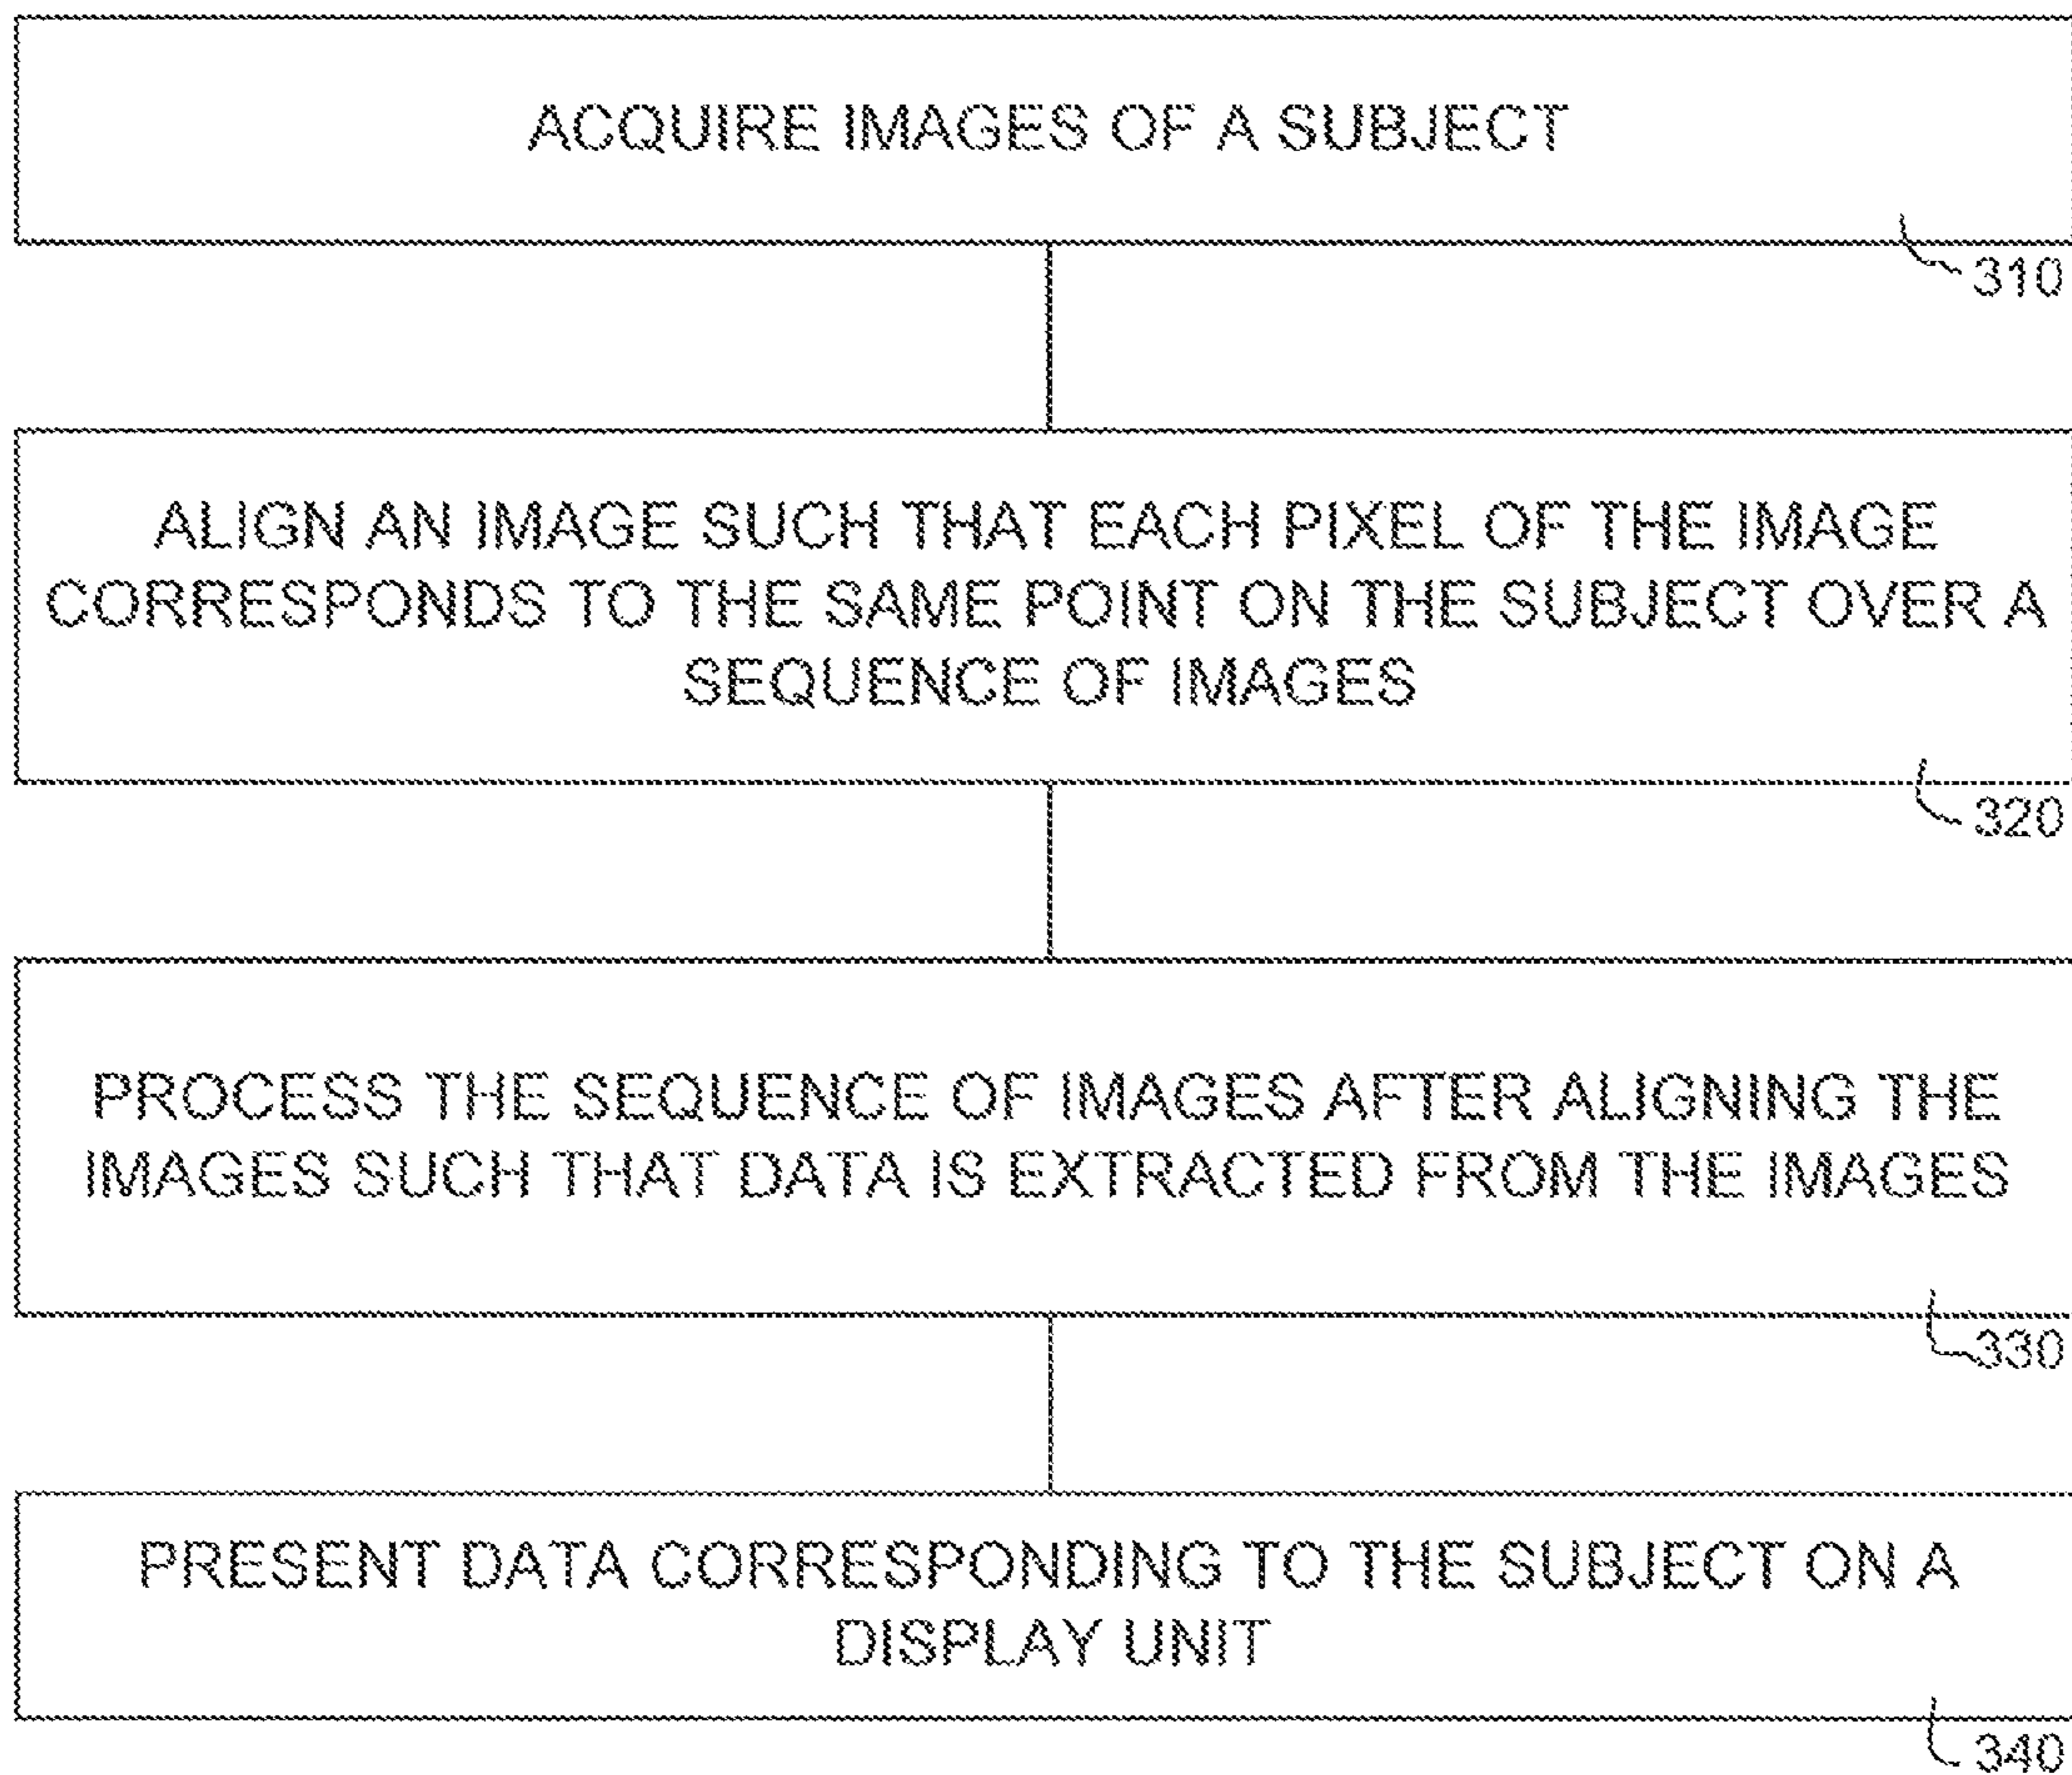 ACQUIRE IMAGES OF A SUBJECT
310
ALIGN AN IMAGE SUCH THAT EACH PIXEL OF THE IMAGE
CORRESPONDS TO THE SAME POINT ON THE SUBJECT OVER A
SEQUENCE OF IMAGES
320
PROCESS THE SEQUENCE OF IMAGES AFTER ALIGNING THE
IMAGES SUCH THAT DATA IS EXTRACTED FROM THE IMAGES
330
PRESENT DATA CORRESPONDING TO THE SUBJECT ON A
DISPLAY UNIT
340